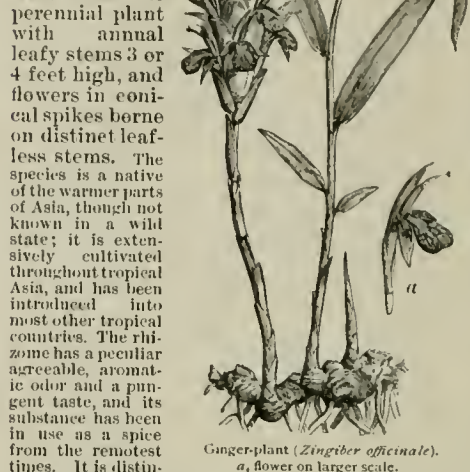 perennial plant
with annual
leafy stems 3 or
4 feet high, and
flowers in coni-
cal spikes borne
on distinct leaf-
less stems. The
species is a native
of the warmer parts
of Asia, though not
known in a wild
state; it is exten-
sively cultivated
throughout tropical
Asia, and has been
introduced into
most other tropical
countries. The rhi-
zome has a peculiar
agreeable, aromat-
ic odor and a pun-
gent taste, and its
substance has been
in use as a spice
from the remotest
times. It is distin-
a
Ginger-plant (Zingiber officinale).
a, flower on larger scale.